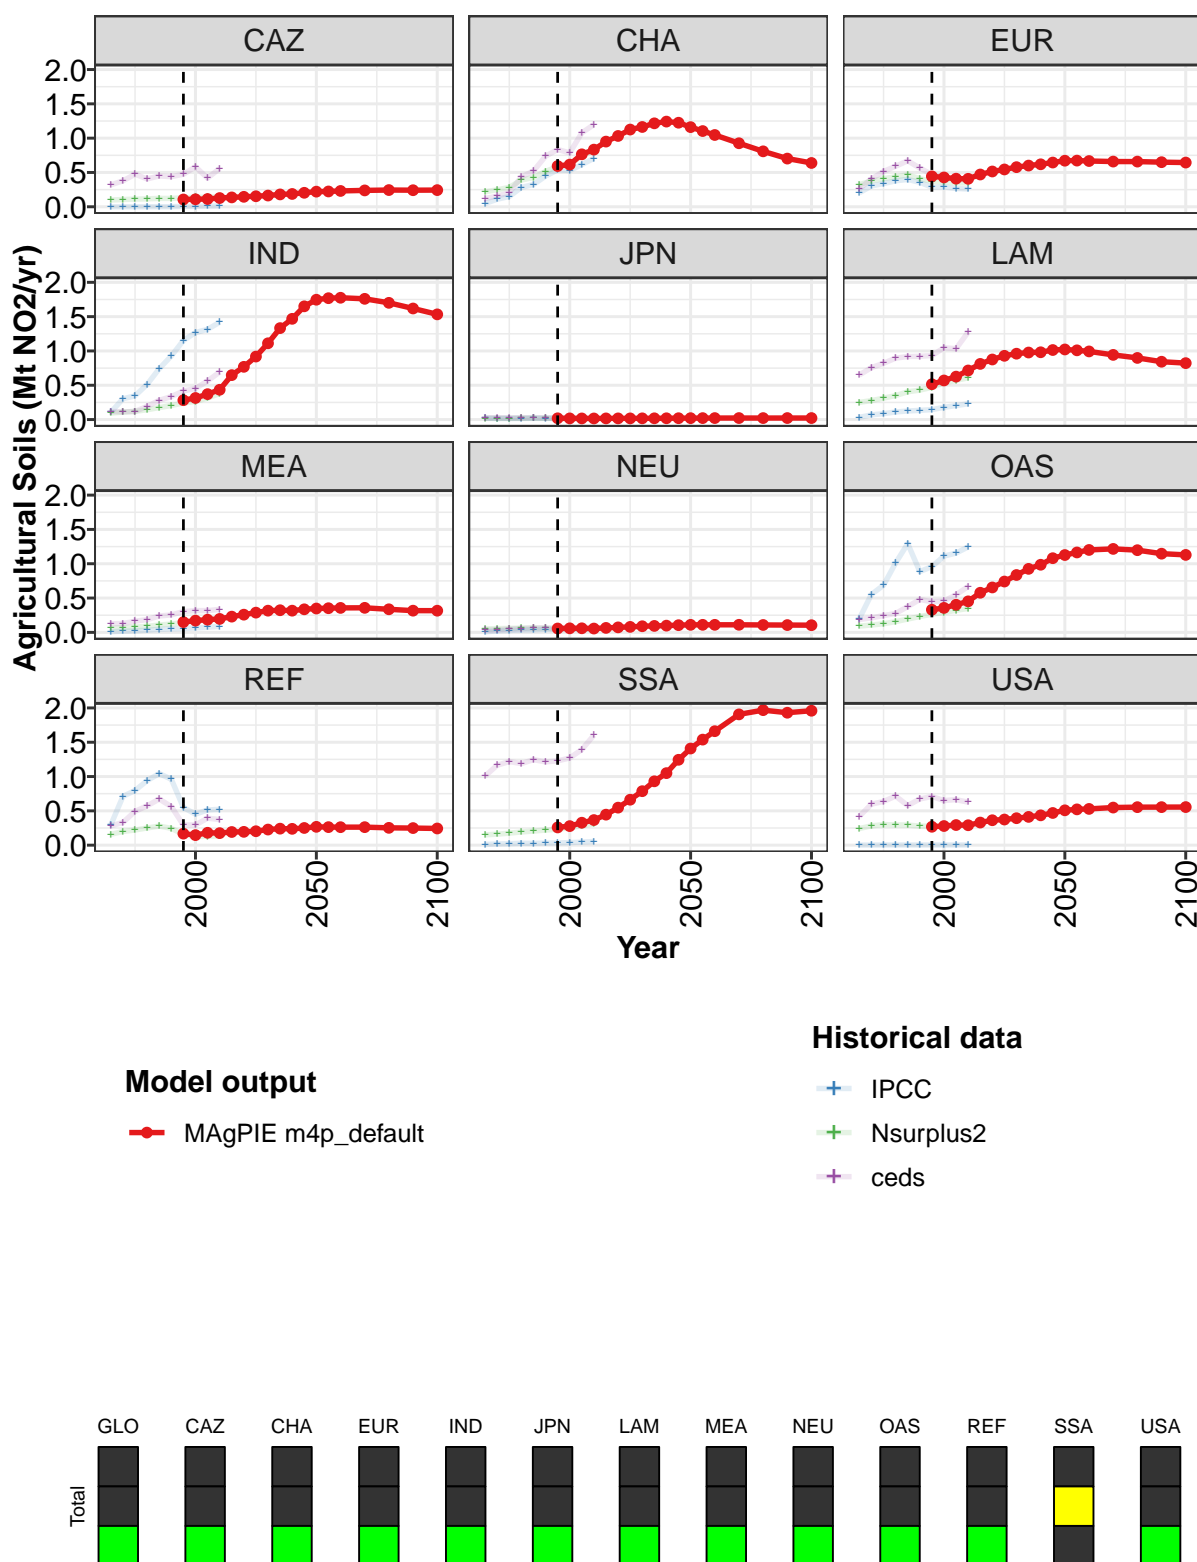 CAZ CHA EUR
2.0
1.5
1.0
0.5
0.0
IND JPN LAM
2.0
1.5
1.0
0.5
0.0
MEA NEU OAS
2.0
1.5
1.0
0.5
0.0
REF SSA USA
2.0
1.5
1.0
0.5
0.0
Agricultural Soils (Mt NO2/yr)
2000 2050 2100 2000 2050 2100 2000 2050 2100
Year
Model output
MAgPIE m4p_default
Historical data
IPCC
Nsurplus2
ceds
GLO CAZ CHA EUR IND JPN LAM MEA NEU OAS REF SSA USA
Total